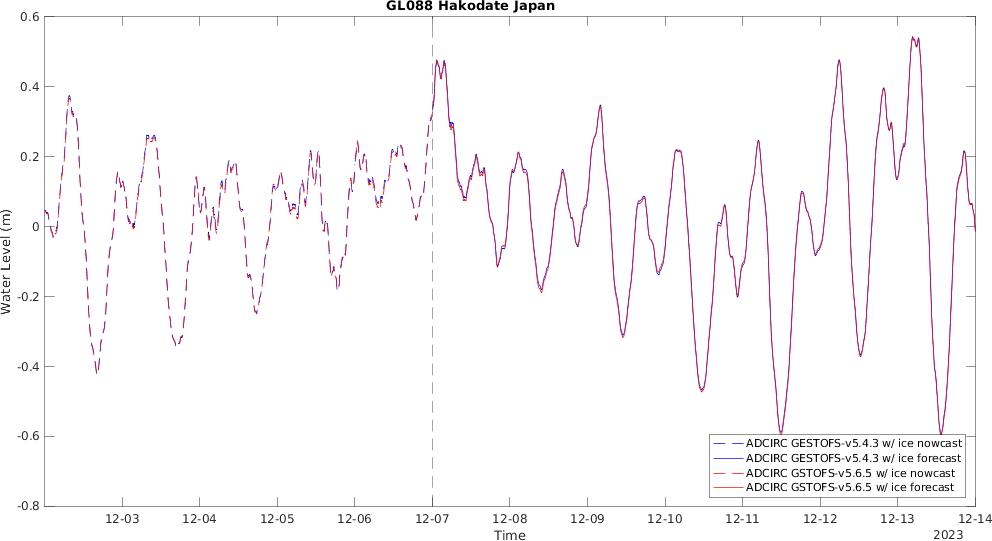 GL088 Hakodate Japan
0.6
0.4
0.2
0
-0.2
-0.4
-0.6
-0.8
Water Level (m)
ADCIRC GESTOFS-v5.4.3 w/ ice nowcast
ADCIRC GESTOFS-v5.4.3 w/ ice forecast
ADCIRC GSTOFS-v5.6.5 w/ ice nowcast
ADCIRC GSTOFS-v5.6.5 w/ ice forecast
12-03 12-04 12-05 12-06 12-07 12-08 12-09 12-10 12-11 12-12 12-13 12-14
Time
2023